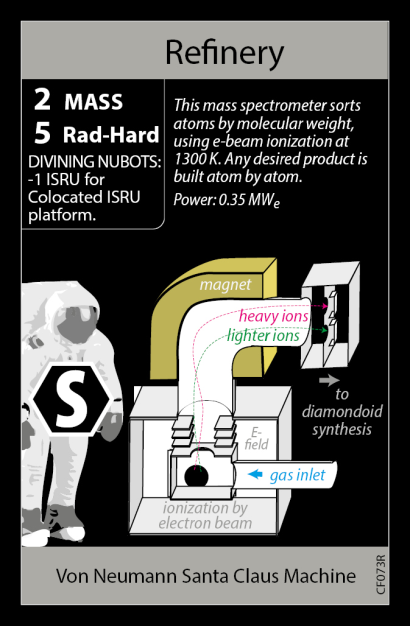 Refinery
2 MASS
5 Rad-Hard
DIVINING NUBOTS:
-1 ISRU for
Colocated ISRU
platform.
This mass spectrometer sorts
atoms by molecular weight,
using e-beam ionization at
1300 K. Any desired product is
built atom by atom.
Power: 0.35 MWe
magnet
heavy ions
lighter ions
to
diamondoid
synthesis
S
E-
field
gas inlet
ionization by
electron beam
Von Neumann Santa Claus Machine
CF073R